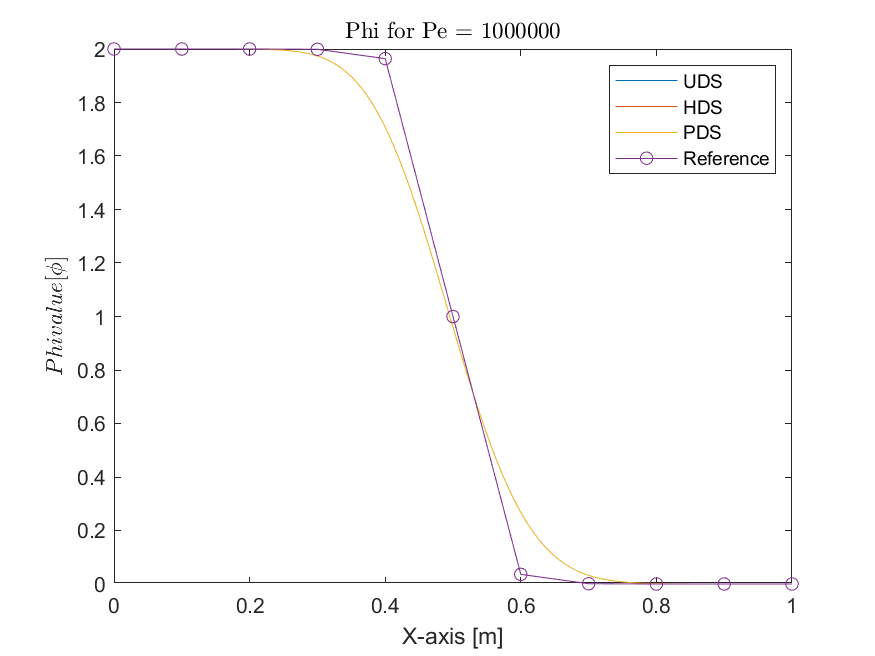 Phi for Pe = 1000000
UDS
HDS
PDS
Reference
2
1.8
1.6
1.4
1.2
1
0.8
0.6
0.4
0.2
0
Phivalue[ϕ]
0 0.2 0.4 0.6 0.8 1
X-axis [m]